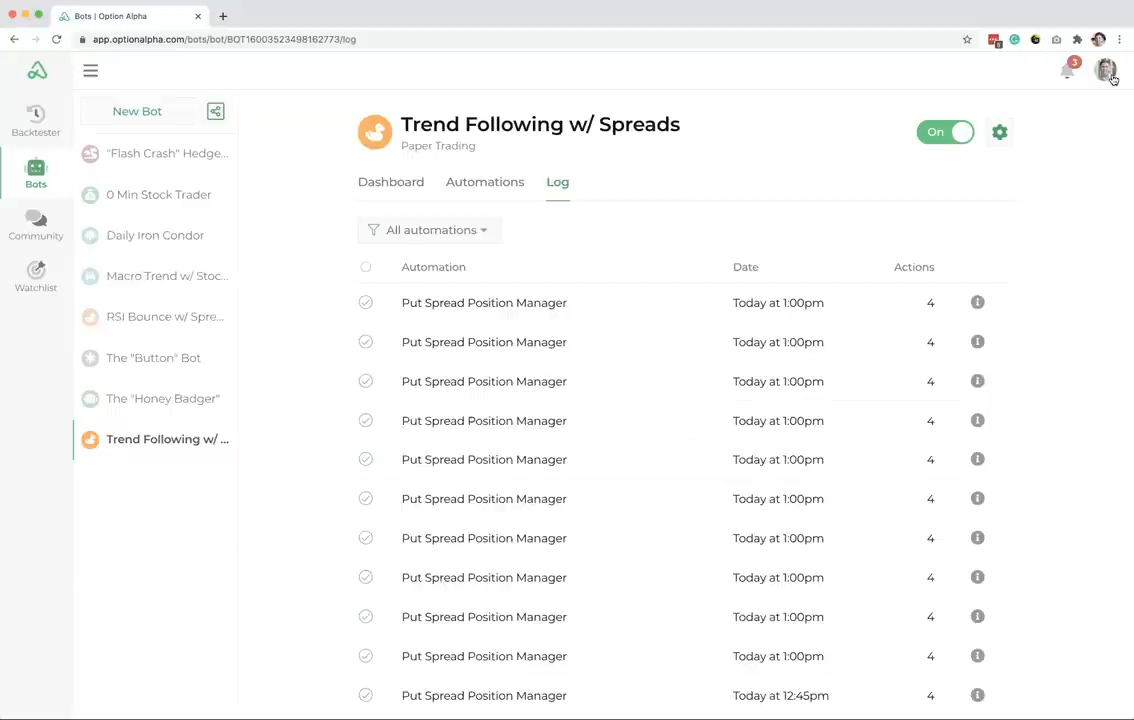 Bots | Option Alpha
app.optionalpha.com/bots/bot/BOT16003523498162773/log
8
3
Backtester
Bots
Community
Watchlist
New Bot
"Flash Crash" Hedge...
0 Min Stock Trader
Daily Iron Condor
Macro Trend w/ Stoc...
RSI Bounce w/ Spre...
The "Button" Bot
The "Honey Badger"
Trend Following w/ ...
Trend Following w/ Spreads
Paper Trading
On
Dashboard Automations Log
All automations
Automation Date Actions
Put Spread Position Manager Today at 1:00pm 4
Put Spread Position Manager Today at 1:00pm 4
Put Spread Position Manager Today at 1:00pm 4
Put Spread Position Manager Today at 1:00pm 4
Put Spread Position Manager Today at 1:00pm 4
Put Spread Position Manager Today at 1:00pm 4
Put Spread Position Manager Today at 1:00pm 4
Put Spread Position Manager Today at 1:00pm 4
Put Spread Position Manager Today at 1:00pm 4
Put Spread Position Manager Today at 1:00pm 4
Put Spread Position Manager Today at 12:45pm 4